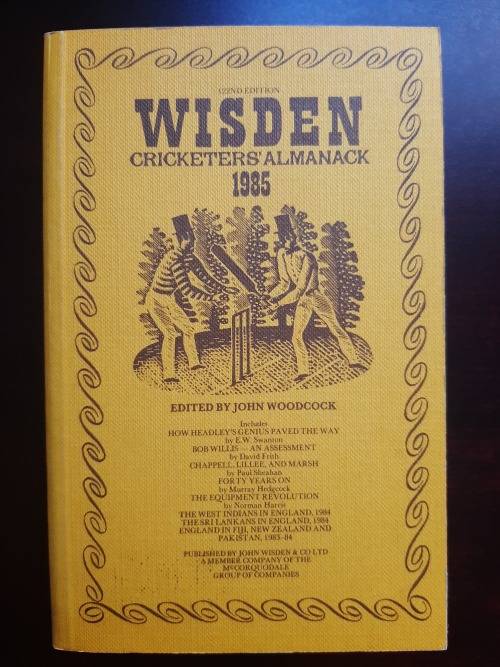 122ND EDITION
WISDEN
CRICKETERS' ALMANACK
1985
EDITED BY JOHN WOODCOCK
Includes
HOW HEADLEY'S GENIUS PAVED THE WAY
by E.W. Swanton
BOB WILLIS — AN ASSESSMENT
by David Frith
CHAPPELL, LILLEE, AND MARSH
by Paul Sheahan
FORTY YEARS ON
by Murray Hedgcock
THE EQUIPMENT REVOLUTION
by Norman Harris
THE WEST INDIANS IN ENGLAND, 1984
THE SRI LANKANS IN ENGLAND, 1984
ENGLAND IN FIJI, NEW ZEALAND AND
PAKISTAN, 1983-84
PUBLISHED BY JOHN WISDEN & CO LTD
A MEMBER COMPANY OF THE
McCORQUODALE
GROUP OF COMPANIES